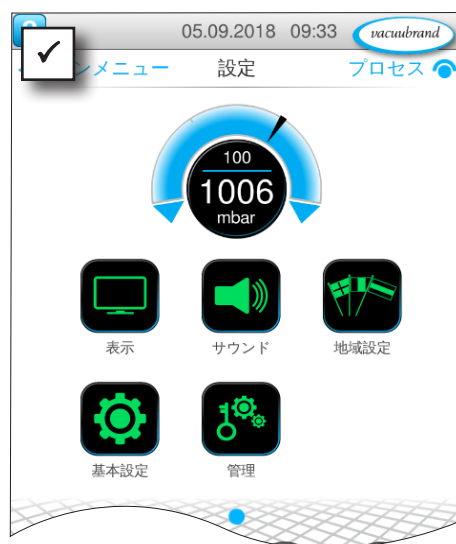 05.09.2018 09:33 vacuubrand
ンメニュー 設定 プロセス
100
1006
mbar
表示 サウンド 地域設定
基本設定 管理